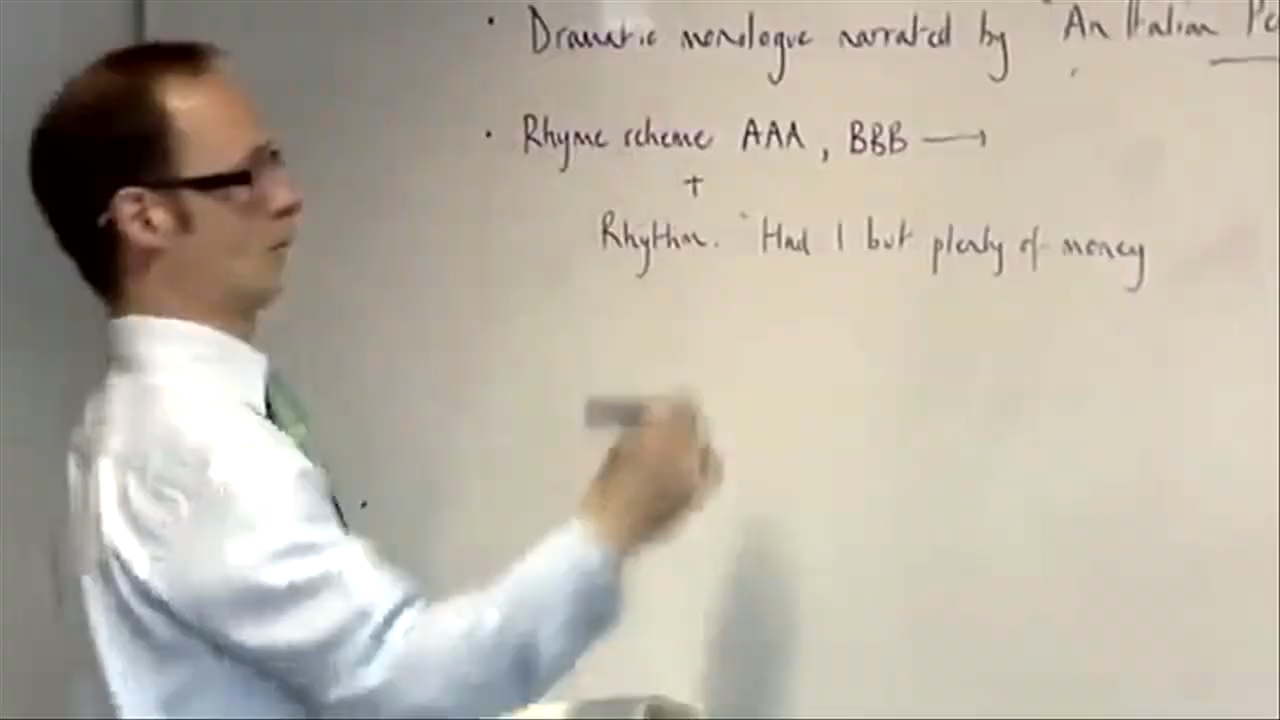 · Dramatic monologue narrated by "An Italian
· Rhyme scheme AAA, BBB ⟶
+
Rhythm. "Had I but plenty of money